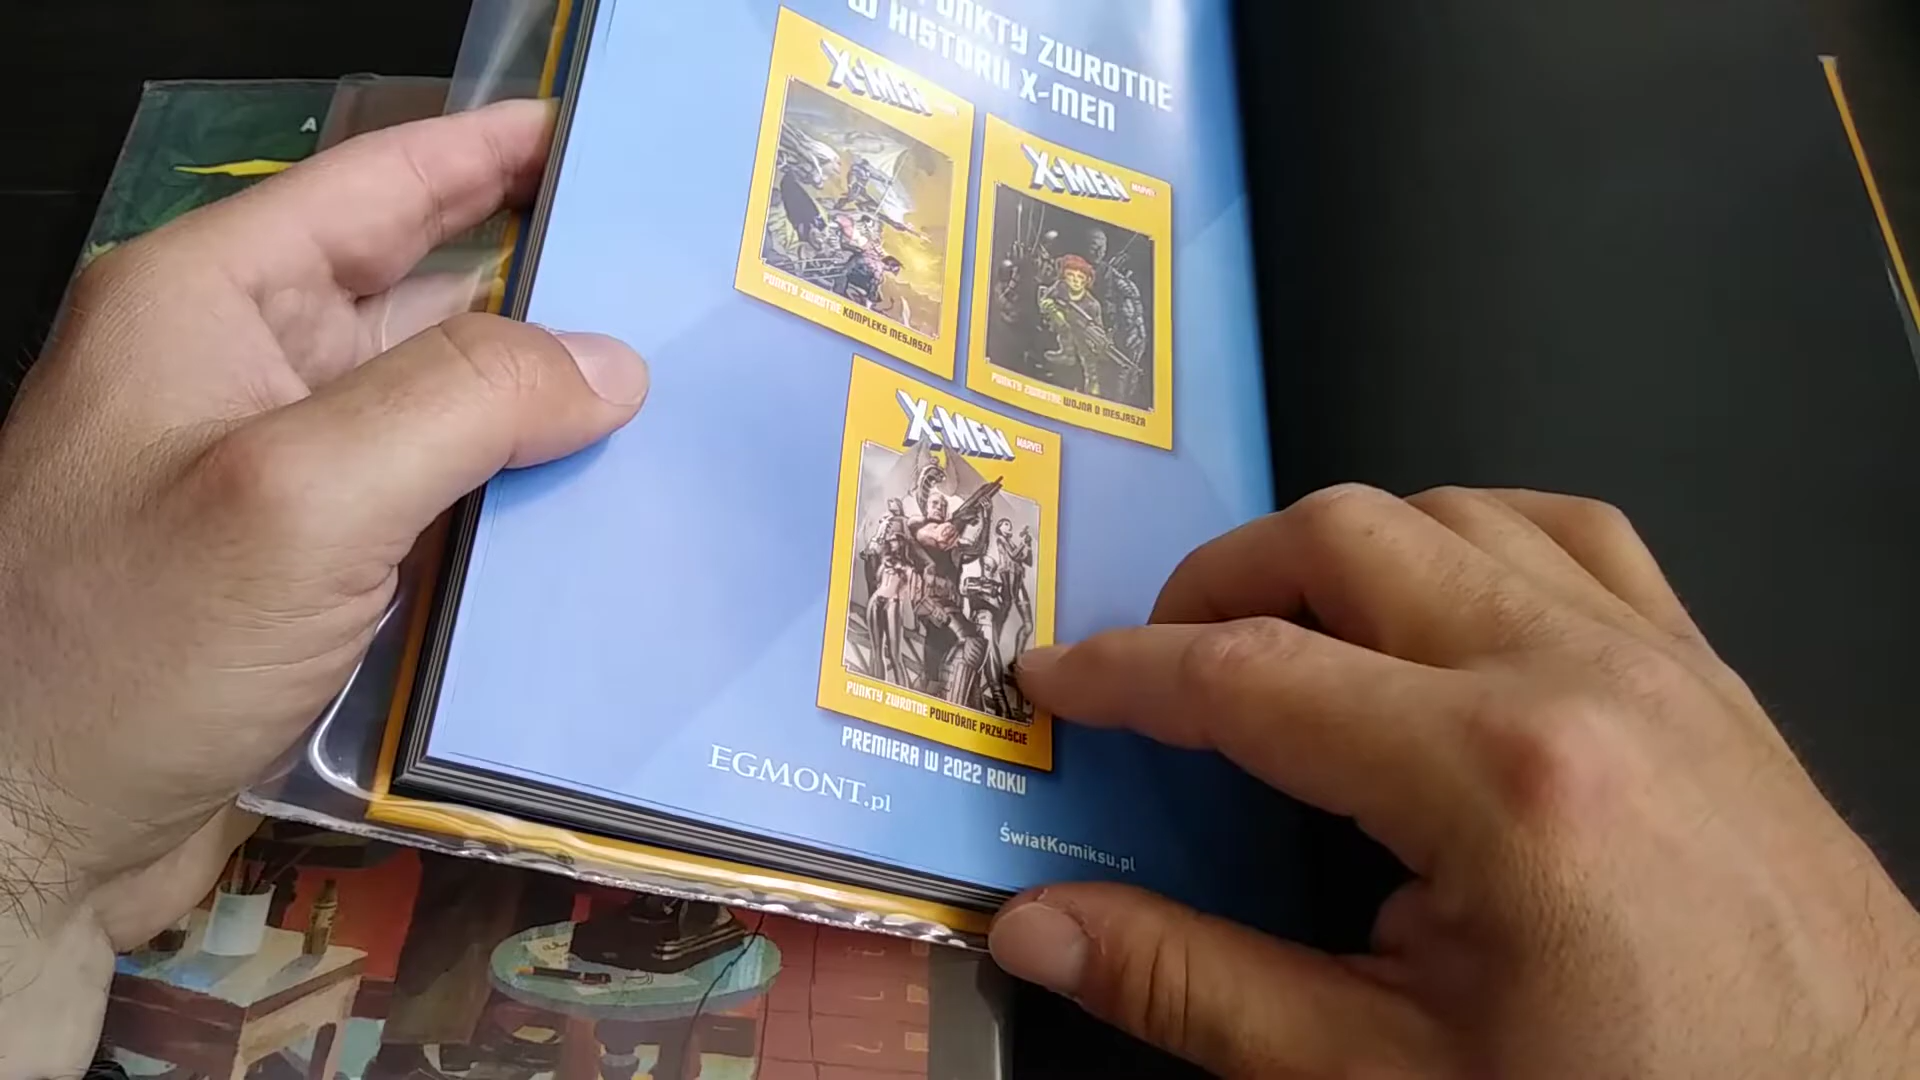 PUNKTY ZWROTNE
W HISTORII X-MEN
X-MEN
PUNKTY ZWROTNE KOMPLEKS MESJASZA
X-MEN MARVEL
PUNKTY ZWROTNE WOJNA O MESJASZA
X-MEN MARVEL
PUNKTY ZWROTNE POWTÓRNE PRZYJŚCIE
PREMIERA W 2022 ROKU
EGMONT.pl
ŚwiatKomiksu.pl
A